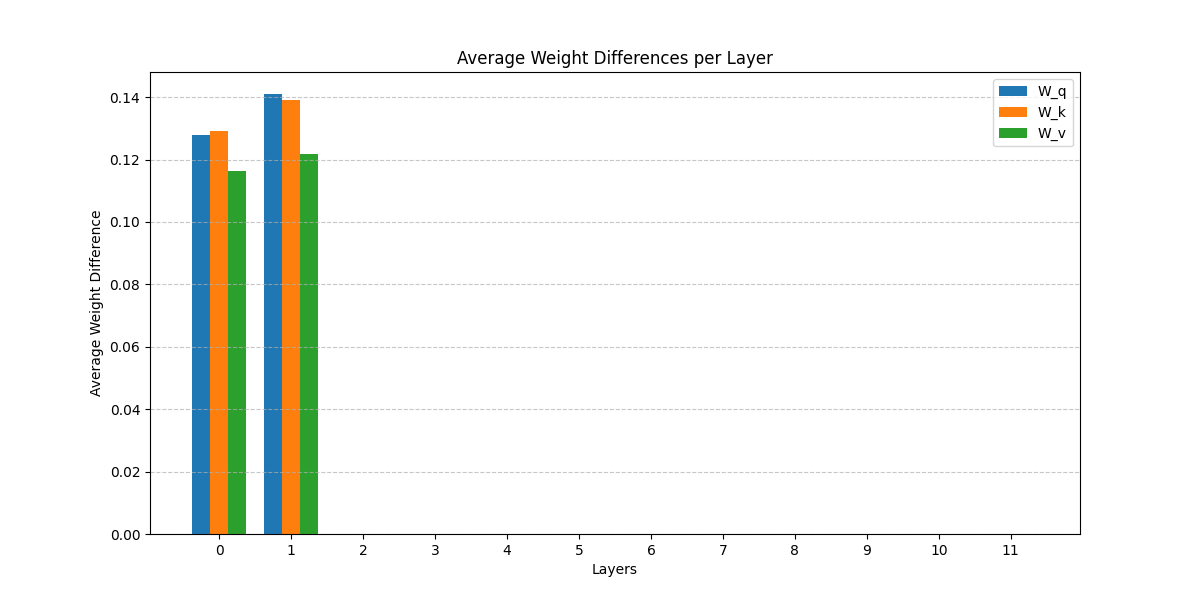 Average Weight Differences per Layer
Average Weight Difference
0.14
0.12
0.10
0.08
0.06
0.04
0.02
0.00
W_q
W_k
W_v
0 1 2 3 4 5 6 7 8 9 10 11
Layers